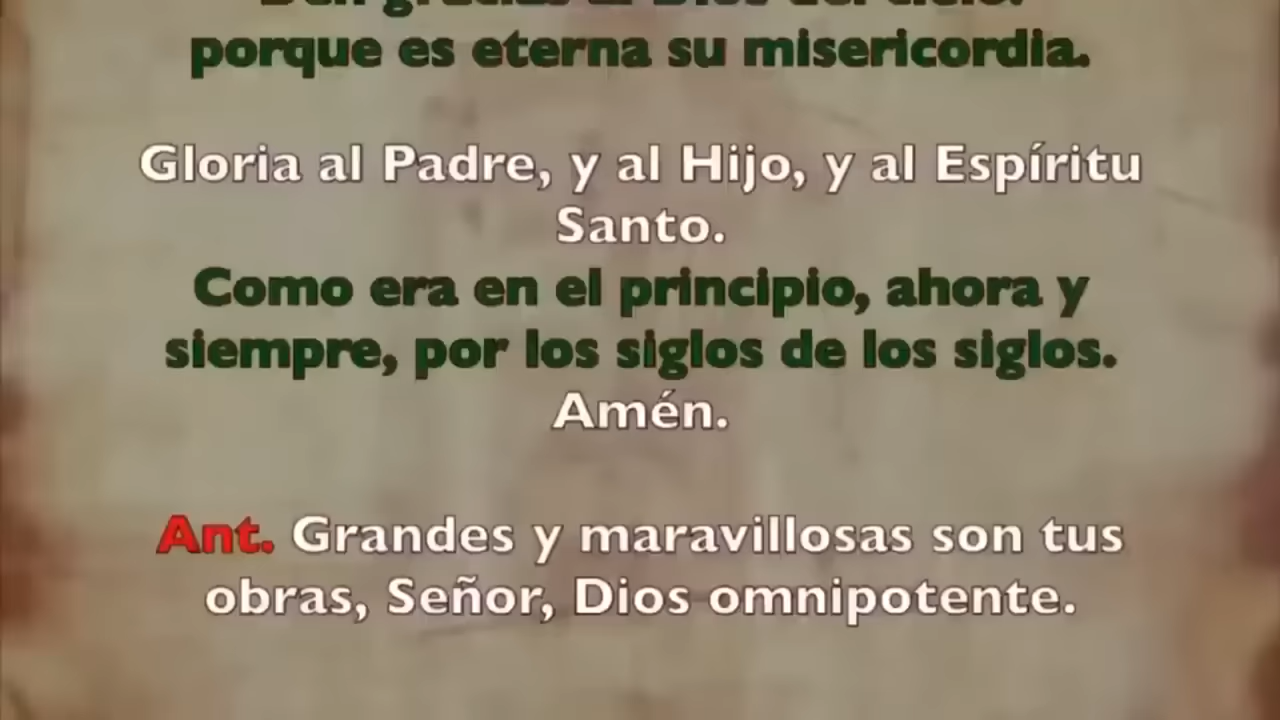 porque es eterna su misericordia.
Gloria al Padre, y al Hijo, y al Espíritu
Santo.
Como era en el principio, ahora y
siempre, por los siglos de los siglos.
Amén.
Ant. Grandes y maravillosas son tus
obras, Señor, Dios omnipotente.